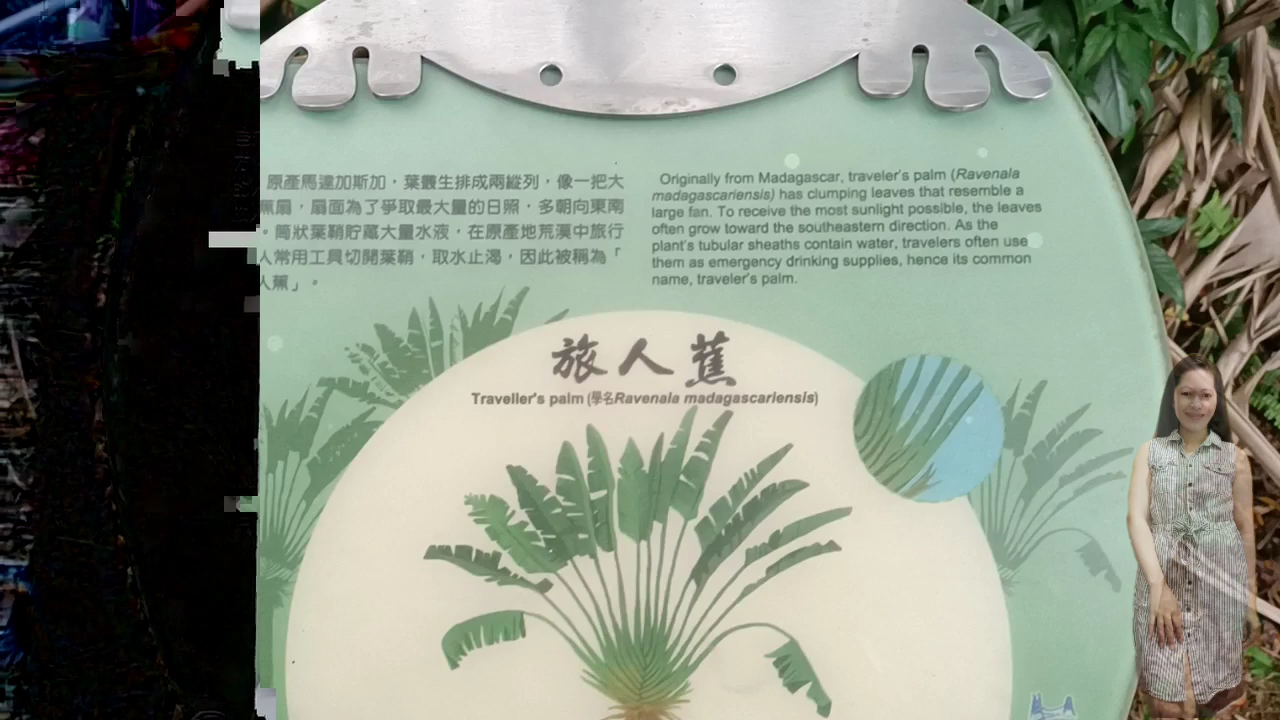 原產馬達加斯加，葉叢生排成兩縱列，像一把大
蕉扇，扇面為了爭取最大量的日照，多朝向東南
。筒狀葉鞘貯藏大量水液，在原產地荒漠中旅行
人常用工具切開葉鞘，取水止渴，因此被稱為「
人蕉」。
Originally from Madagascar, traveler's palm (Ravenala
madagascariensis) has clumping leaves that resemble a
large fan. To receive the most sunlight possible, the leaves
often grow toward the southeastern direction. As the
plant's tubular sheaths contain water, travelers often use
them as emergency drinking supplies, hence its common
name, traveler's palm.
旅人蕉
Traveller's palm (學名Ravenala madagascariensis)